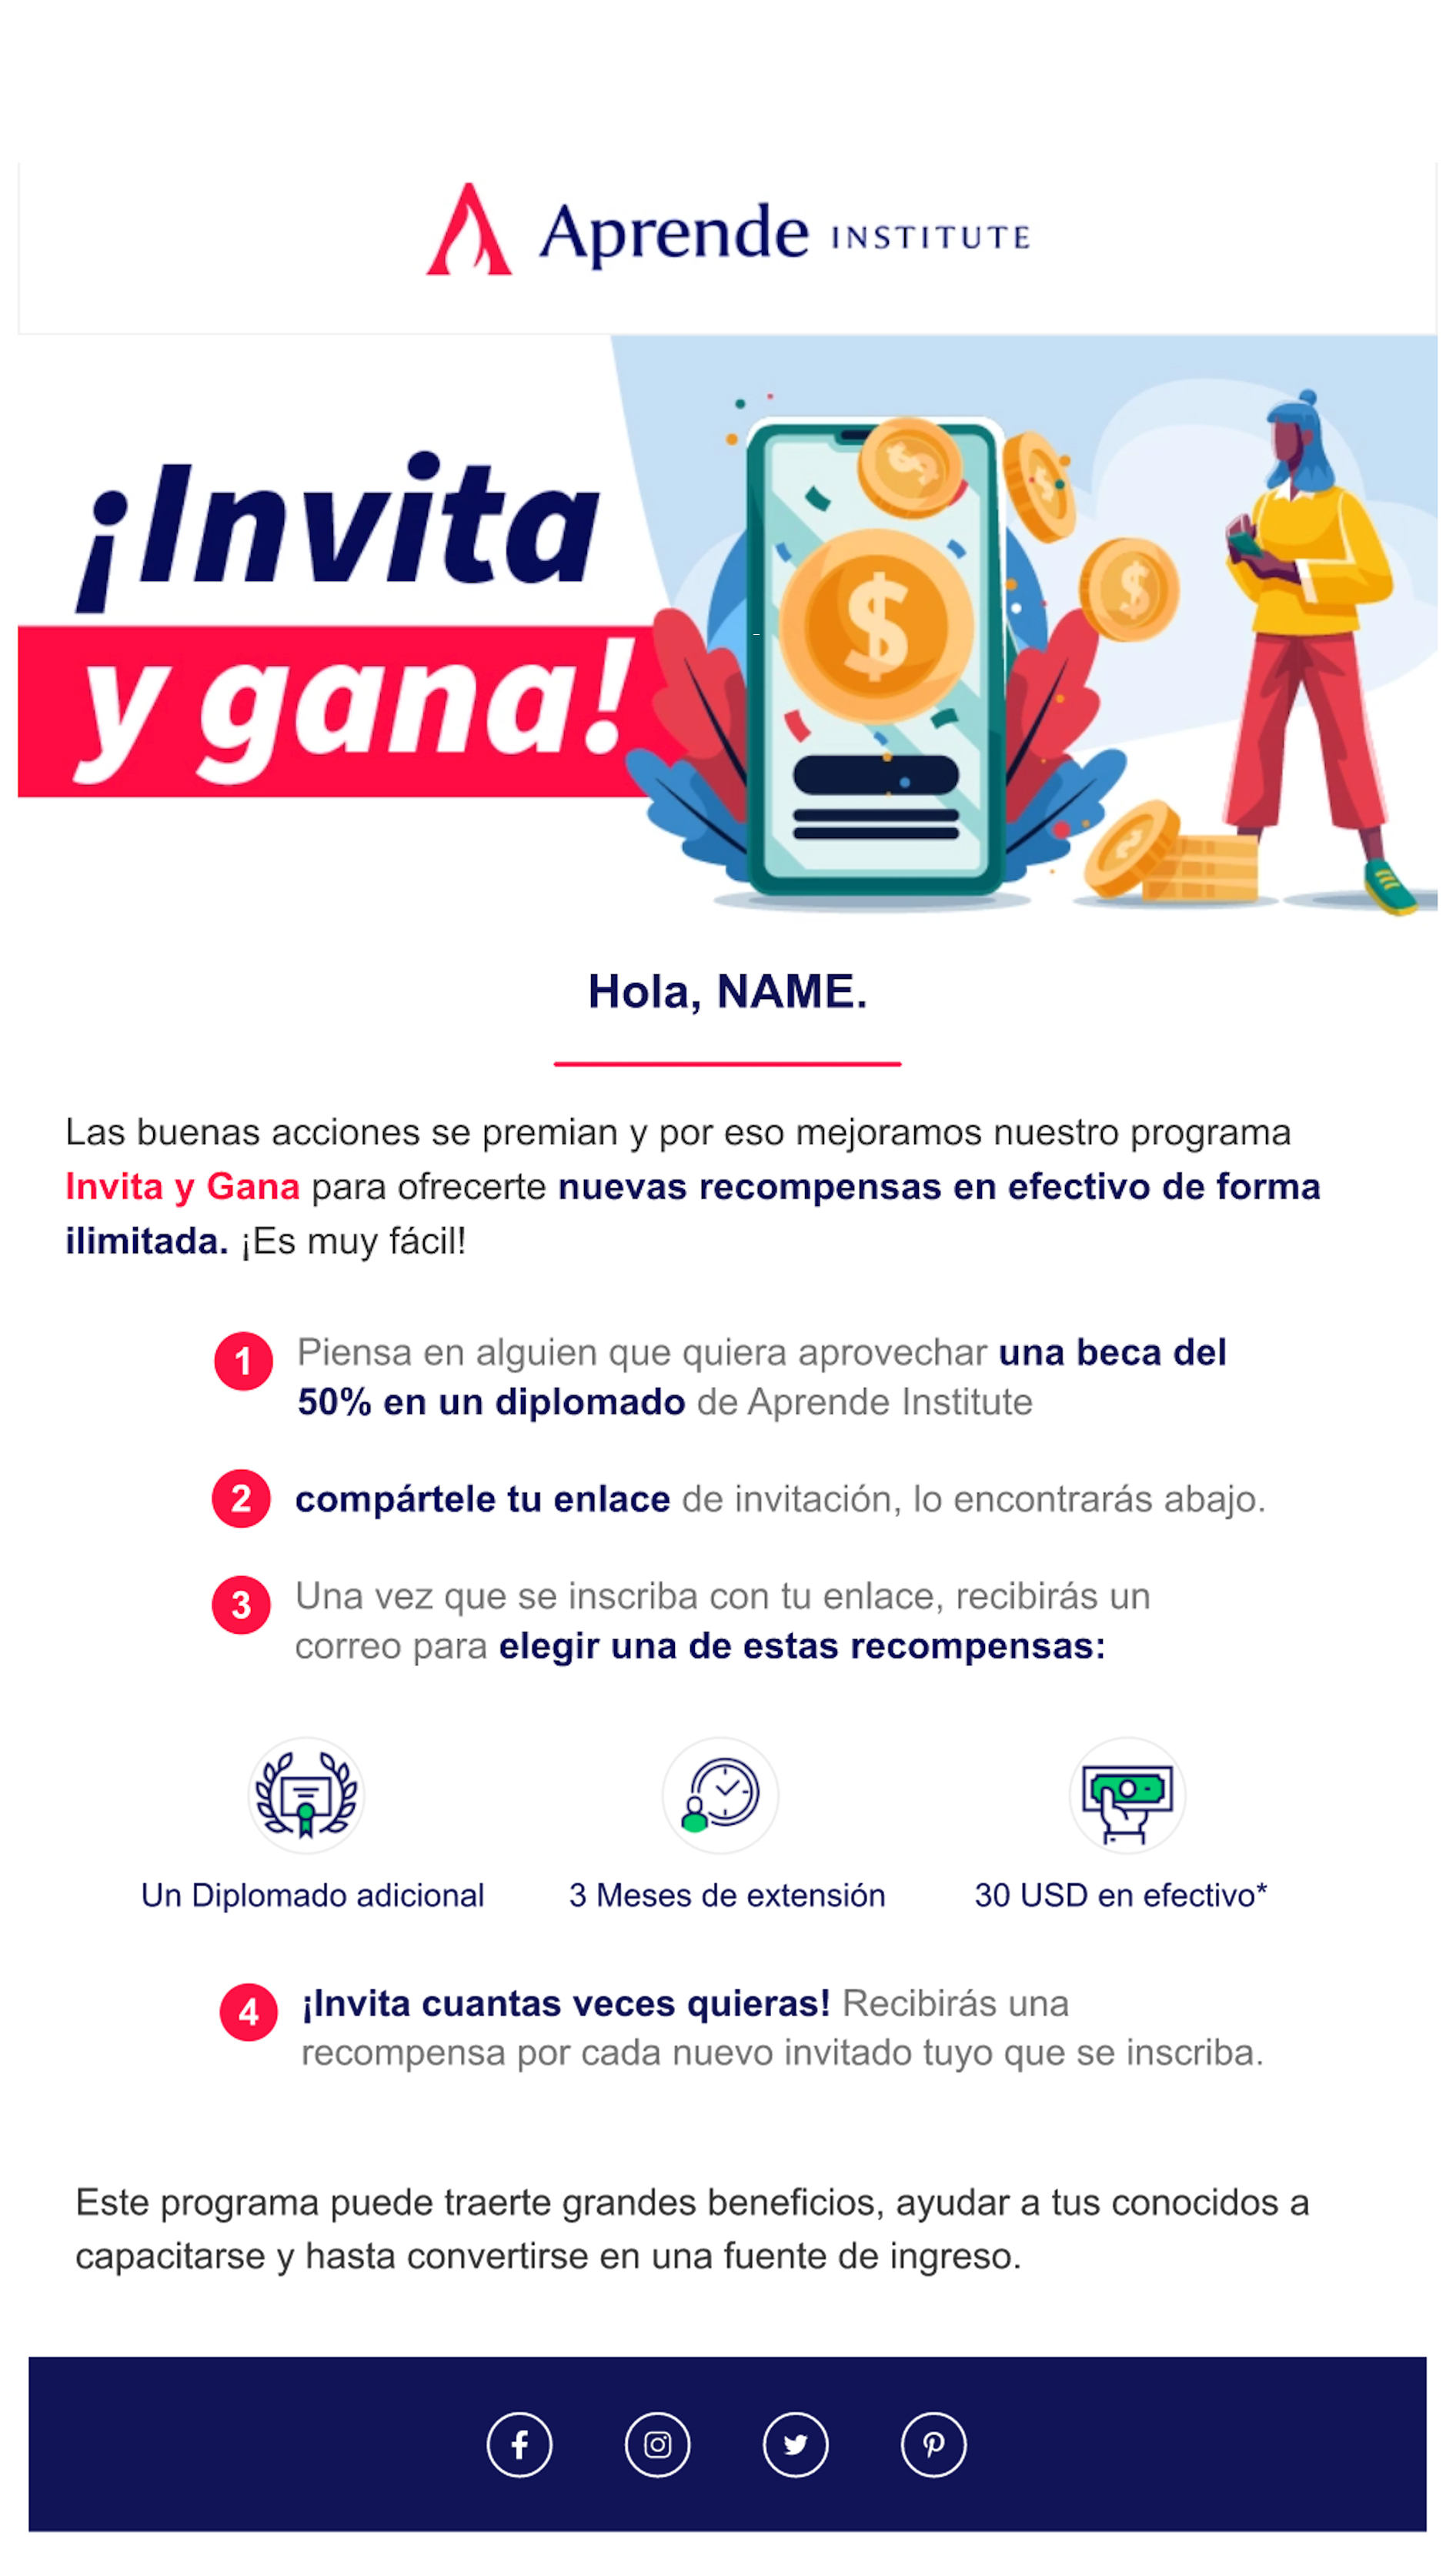 Aprende INSTITUTE
¡Invita
y gana!
Hola, NAME.
Las buenas acciones se premian y por eso mejoramos nuestro programa
Invita y Gana para ofrecerte nuevas recompensas en efectivo de forma
ilimitada. ¡Es muy fácil!
1 Piensa en alguien que quiera aprovechar una beca del
50% en un diplomado de Aprende Institute
2 compártele tu enlace de invitación, lo encontrarás abajo.
3 Una vez que se inscriba con tu enlace, recibirás un
correo para elegir una de estas recompensas:
Un Diplomado adicional
3 Meses de extensión
30 USD en efectivo*
4 ¡Invita cuantas veces quieras! Recibirás una
recompensa por cada nuevo invitado tuyo que se inscriba.
Este programa puede traerte grandes beneficios, ayudar a tus conocidos a
capacitarse y hasta convertirse en una fuente de ingreso.